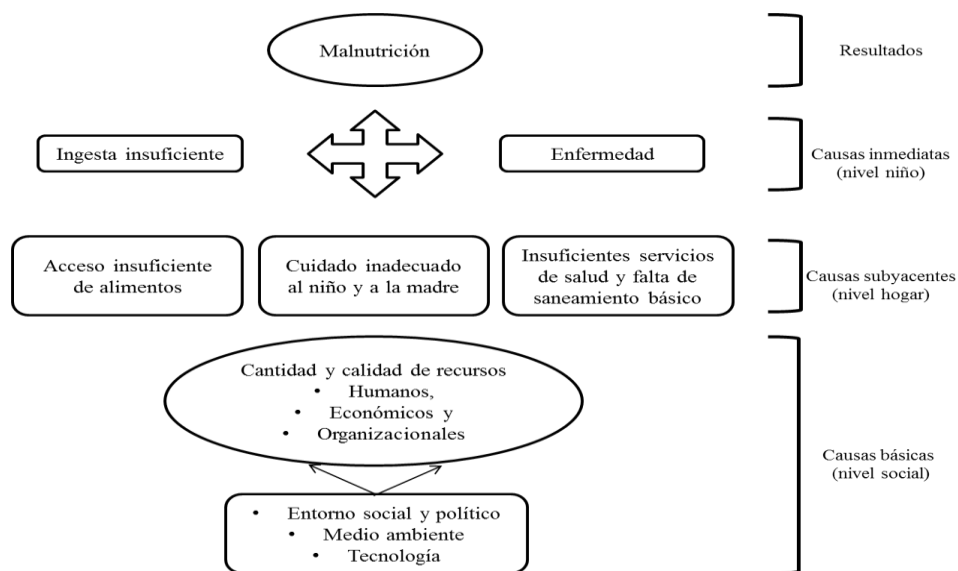 Malnutrición
Resultados
Ingesta insuficiente
Enfermedad
Causas inmediatas
(nivel niño)
Acceso insuficiente
de alimentos
Cuidado inadecuado
al niño y a la madre
Insuficientes servicios
de salud y falta de
saneamiento básico
Causas subyacentes
(nivel hogar)
Cantidad y calidad de recursos
• Humanos,
• Económicos y
• Organizacionales
Causas básicas
(nivel social)
• Entorno social y político
• Medio ambiente
• Tecnología